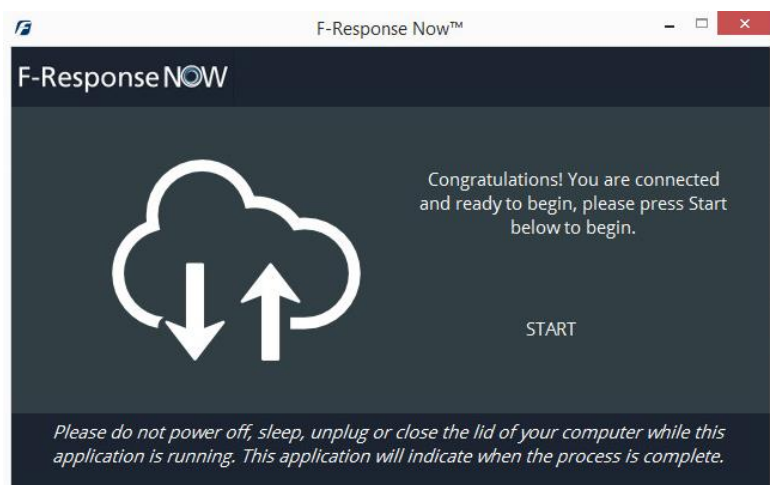 F-Response Now™
F-Response NOW
Congratulations! You are connected
and ready to begin, please press Start
below to begin.
START
Please do not power off, sleep, unplug or close the lid of your computer while this
application is running. This application will indicate when the process is complete.